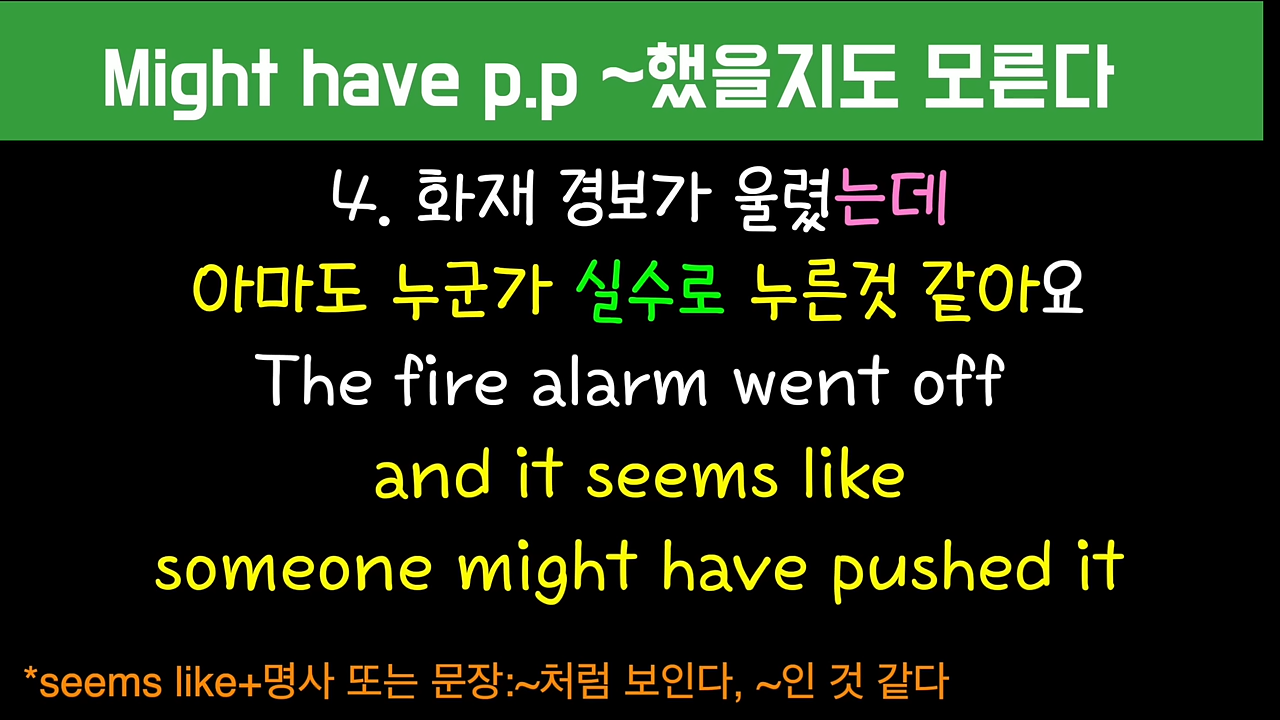 Might have p.p ~했을지도 모른다
4. 화재 경보가 울렸는데
아마도 누군가 실수로 누른것 같아요
The fire alarm went off
and it seems like
someone might have pushed it
*seems like+명사 또는 문장:~처럼 보인다, ~인 것 같다